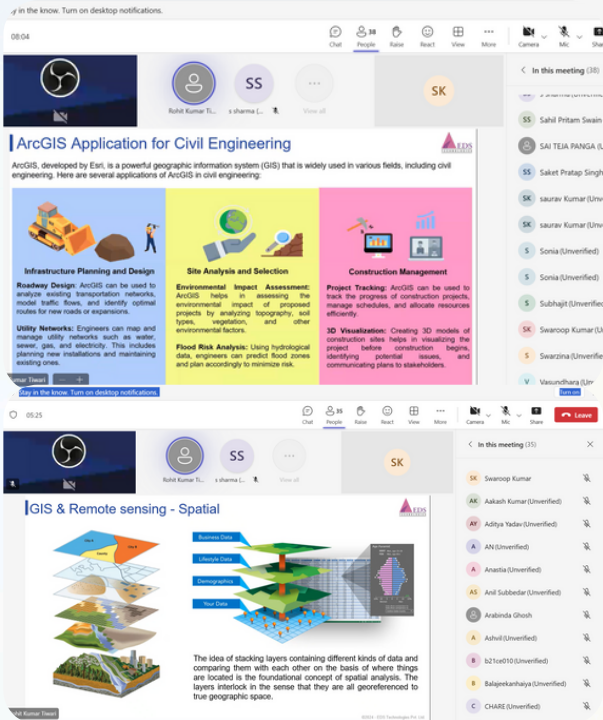 y in the know. Turn on desktop notifications.
08:04
38
Chat People Raise React View More Camera Mic Share
SS
SK
Rohit Kumar Ti... s sharma (... View all
In this meeting (38)
SS Sahil Pritam Swain
SAI TEJA PANGA (U
SS Saket Pratap Singh
SK saurav Kumar (Unv
SK saurav Kumar (Unv
S Sonia (Unverified)
S Sonia (Unverified)
S Subhajit (Unverified
SK Swaroop Kumar (U
S Swarzina (Unverifie
V Vasundhara (Un
ArcGIS Application for Civil Engineering
AEDS
ArcGIS, developed by Esri, is a powerful geographic information system (GIS) that is widely used in various fields, including civil
engineering. Here are several applications of ArcGIS in civil engineering:
Infrastructure Planning and Design
Roadway Design: ArcGIS can be used to
analyze existing transportation networks,
model traffic flows, and identify optimal
routes for new roads or expansions.
Utility Networks: Engineers can map and
manage utility networks such as water,
sewer, gas, and electricity. This includes
planning new installations and maintaining
existing ones.
Site Analysis and Selection
Environmental Impact Assessment:
ArcGIS helps in assessing the
environmental impact of proposed
projects by analyzing topography, soil
types, vegetation, and other
environmental factors.
Flood Risk Analysis: Using hydrological
data, engineers can predict flood zones
and plan accordingly to minimize risk.
Construction Management
Project Tracking: ArcGIS can be used to
track the progress of construction projects,
manage schedules, and allocate resources
efficiently.
3D Visualization: Creating 3D models of
construction sites helps in visualizing the
project before construction begins,
identifying potential issues, and
communicating plans to stakeholders.
umar Tiwari
Stay in the know. Turn on desktop notifications.
Turn on
05:25
35
Chat People Raise React View More Camera Mic Share Leave
SS
SK
Rohit Kumar Ti... s sharma (... View all
In this meeting (35)
SK Swaroop Kumar
AK Aakash Kumar (Unverified)
AY Aditya Yadav (Unverified)
A AN (Unverified)
A Anastia (Unverified)
AS Anil Subbedar (Unverified)
Arabinda Ghosh
A Ashvil (Unverified)
B b21ce010 (Unverified)
B Balajeekanhaiya (Unverified)
C CHARE (Unverified)
GIS & Remote sensing - Spatial
AEDS
Business Data
Lifestyle Data
Demographics
Your Data
The idea of stacking layers containing different kinds of data and
comparing them with each other on the basis of where things
are located is the foundational concept of spatial analysis. The
layers interlock in the sense that they are all georeferenced to
true geographic space.
hit Kumar Tiwari